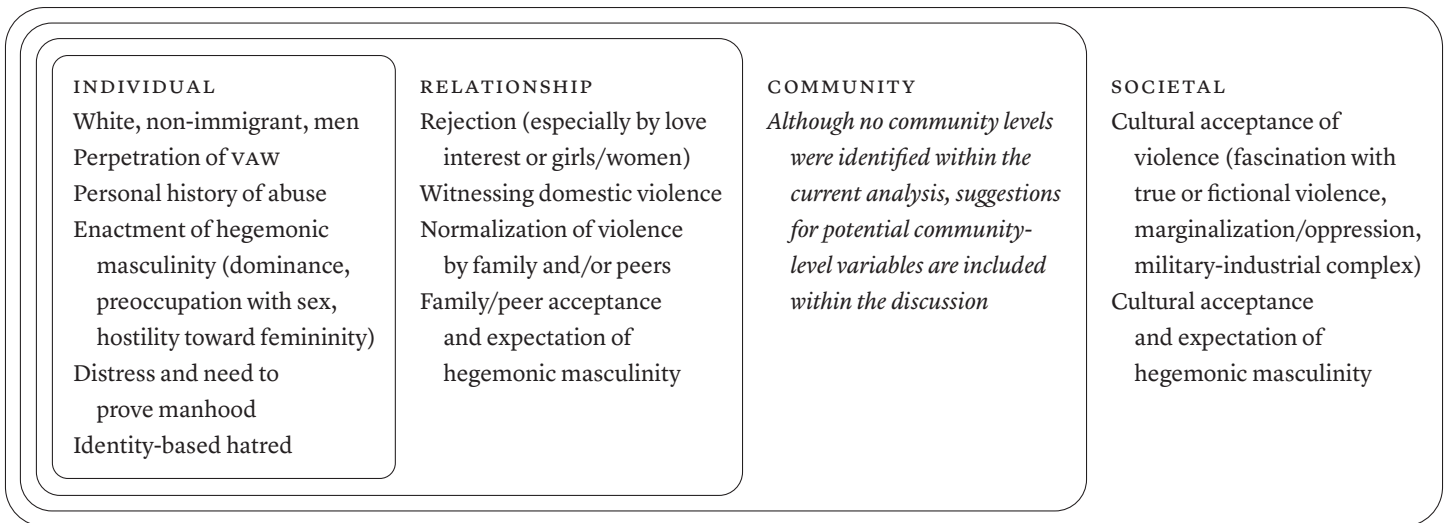 INDIVIDUAL
White, non-immigrant, men
Perpetration of VAW
Personal history of abuse
Enactment of hegemonic
masculinity (dominance,
preoccupation with sex,
hostility toward femininity)
Distress and need to
prove manhood
Identity-based hatred
RELATIONSHIP
Rejection (especially by love
interest or girls/women)
Witnessing domestic violence
Normalization of violence
by family and/or peers
Family/peer acceptance
and expectation of
hegemonic masculinity
COMMUNITY
Although no community levels
were identified within the
current analysis, suggestions
for potential community-
level variables are included
within the discussion
SOCIETAL
Cultural acceptance of
violence (fascination with
true or fictional violence,
marginalization/oppression,
military-industrial complex)
Cultural acceptance
and expectation of
hegemonic masculinity